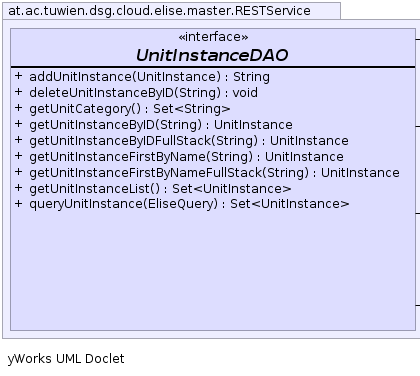 at.ac.tuwien.dsg.cloud.elise.master.RESTService
«interface»
UnitInstanceDAO
+ addUnitInstance(UnitInstance) : String
+ deleteUnitInstanceByID(String) : void
+ getUnitCategory() : Set<String>
+ getUnitInstanceByID(String) : UnitInstance
+ getUnitInstanceByIDFullStack(String) : UnitInstance
+ getUnitInstanceFirstByName(String) : UnitInstance
+ getUnitInstanceFirstByNameFullStack(String) : UnitInstance
+ getUnitInstanceList() : Set<UnitInstance>
+ queryUnitInstance(EliseQuery) : Set<UnitInstance>
yWorks UML Doclet